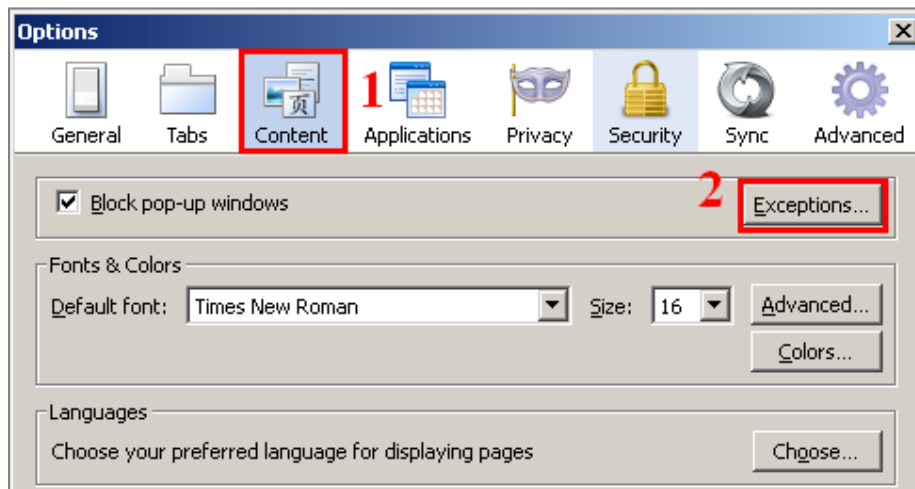 Options
页
1
General Tabs Content Applications Privacy Security Sync Advanced
Block pop-up windows
2
Exceptions...
Fonts & Colors
Default font: Times New Roman Size: 16 Advanced...
Colors...
Languages
Choose your preferred language for displaying pages Choose...